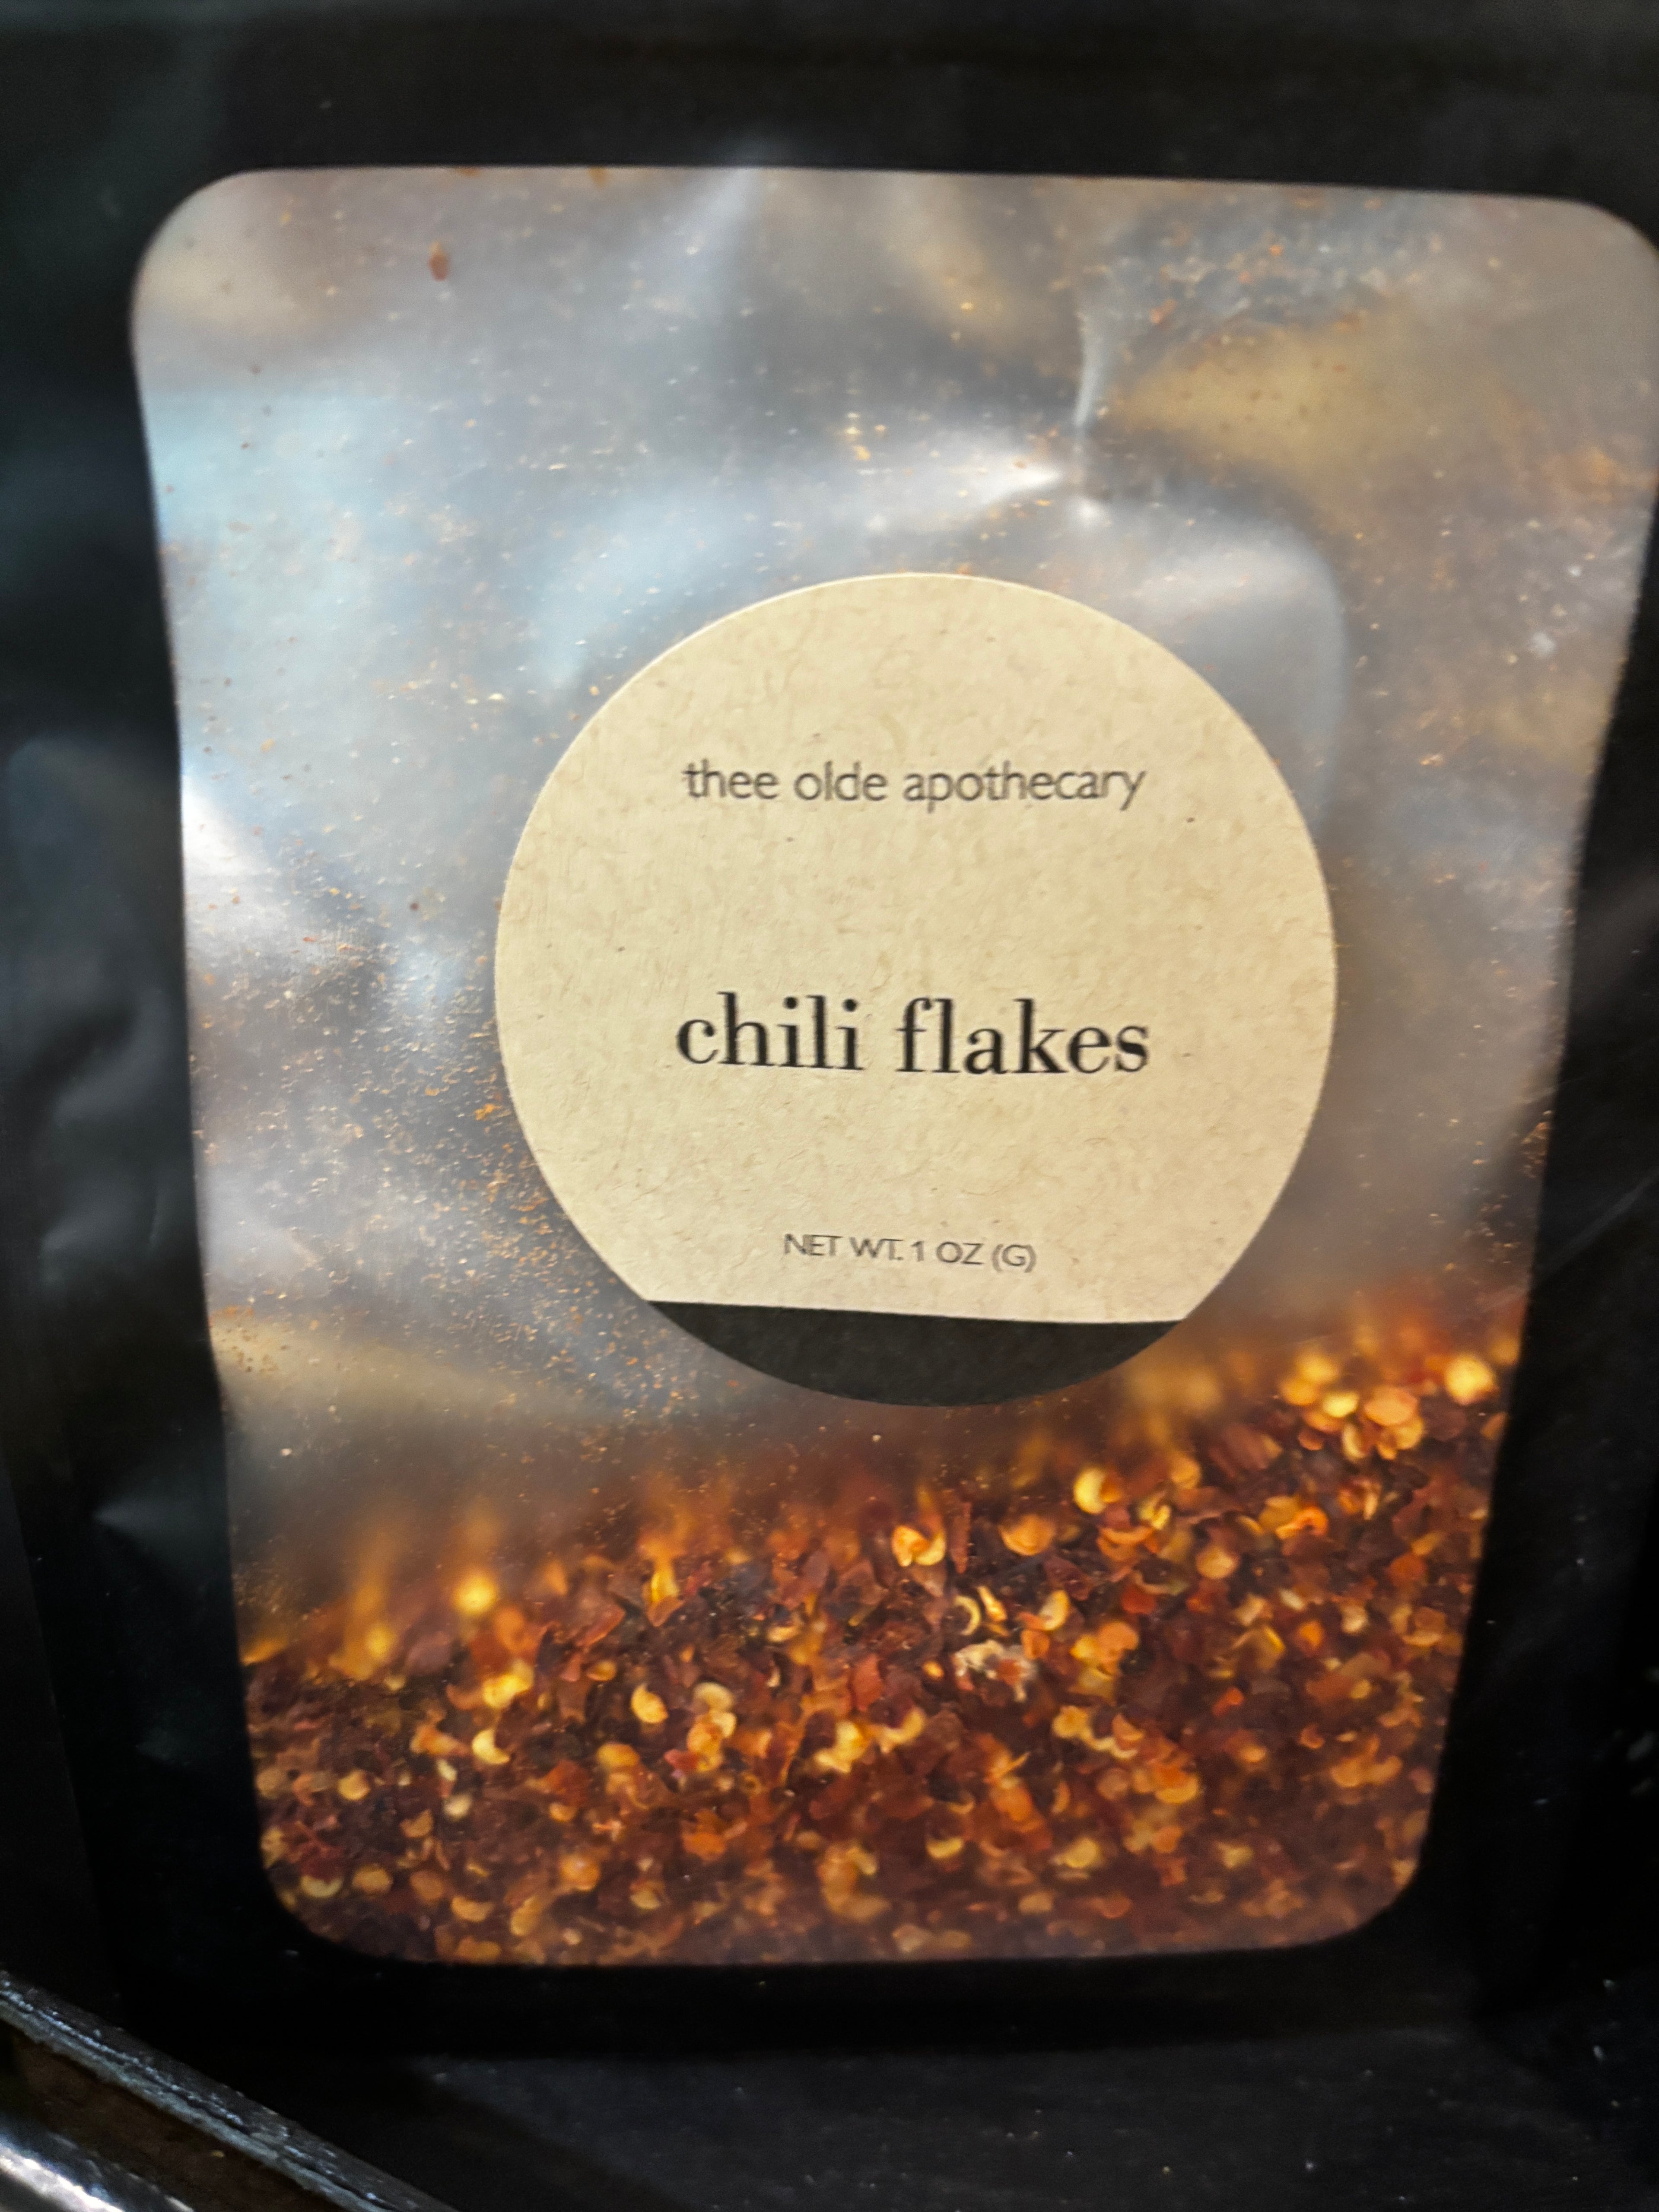 thee olde apothecary
chili flakes
NET WT. 1 OZ (G)